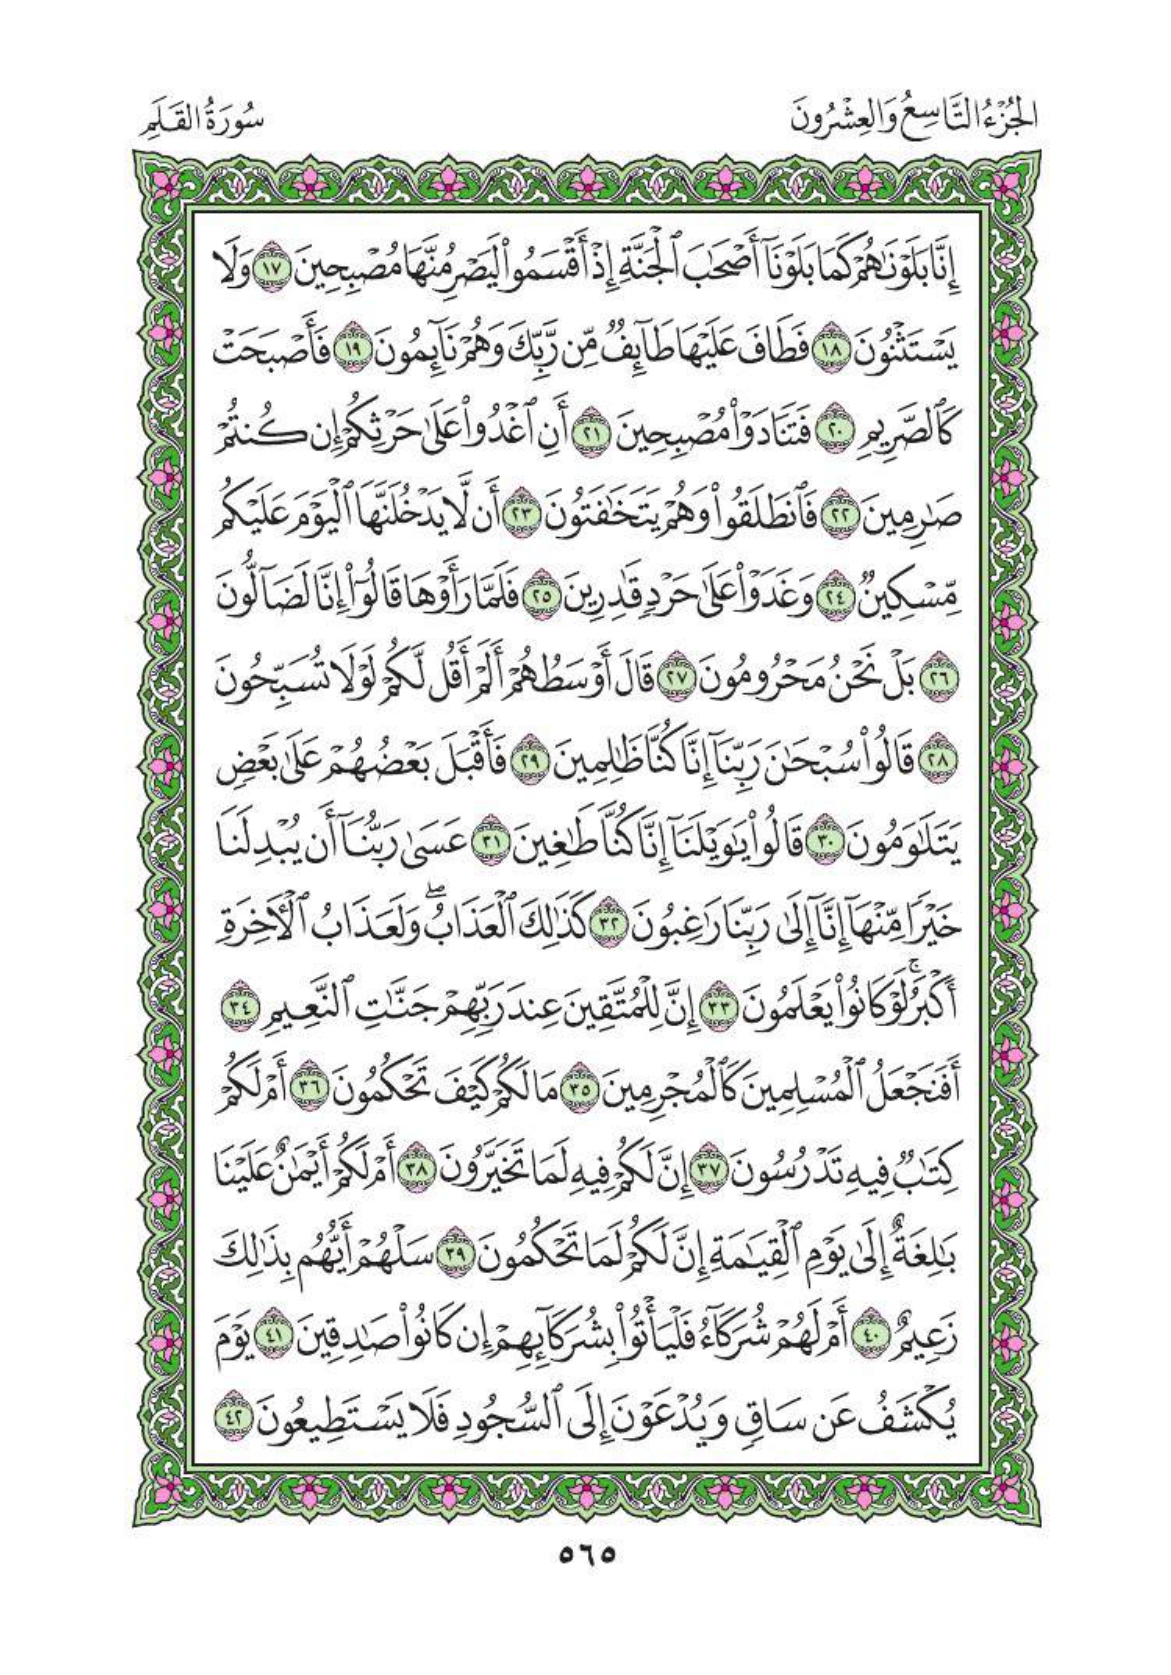 الجُزْءُ التَّاسِعُ وَالعِشْرُونَ
سُورَةُ القَلَمِ
إِنَّا بَلَوْنَٰهُمْ كَمَا بَلَوْنَآ أَصْحَٰبَ ٱلْجَنَّةِ إِذْ أَقْسَمُوا۟ لَيَصْرِمُنَّهَا مُصْبِحِينَ ١٧ وَلَا
يَسْتَثْنُونَ ١٨ فَطَافَ عَلَيْهَا طَآئِفٌ مِّن رَّبِّكَ وَهُمْ نَآئِمُونَ ١٩ فَأَصْبَحَتْ
كَٱلصَّرِيمِ ٢٠ فَتَنَادَوْا۟ مُصْبِحِينَ ٢١ أَنِ ٱغْدُوا۟ عَلَىٰ حَرْثِكُمْ إِن كُنتُمْ
صَٰرِمِينَ ٢٢ فَٱنطَلَقُوا۟ وَهُمْ يَتَخَٰفَتُونَ ٢٣ أَن لَّا يَدْخُلَنَّهَا ٱلْيَوْمَ عَلَيْكُم
مِّسْكِينٌ ٢٤ وَغَدَوْا۟ عَلَىٰ حَرْدٍ قَٰدِرِينَ ٢٥ فَلَمَّا رَأَوْهَا قَالُوٓا۟ إِنَّا لَضَآلُّونَ
٢٦ بَلْ نَحْنُ مَحْرُومُونَ ٢٧ قَالَ أَوْسَطُهُمْ أَلَمْ أَقُل لَّكُمْ لَوْلَا تُسَبِّحُونَ
٢٨ قَالُوا۟ سُبْحَٰنَ رَبِّنَآ إِنَّا كُنَّا ظَٰلِمِينَ ٢٩ فَأَقْبَلَ بَعْضُهُمْ عَلَىٰ بَعْضٍ
يَتَلَٰوَمُونَ ٣٠ قَالُوا۟ يَٰوَيْلَنَآ إِنَّا كُنَّا طَٰغِينَ ٣١ عَسَىٰ رَبُّنَآ أَن يُبْدِلَنَا
خَيْرًا مِّنْهَآ إِنَّآ إِلَىٰ رَبِّنَا رَٰغِبُونَ ٣٢ كَذَٰلِكَ ٱلْعَذَابُ ۖ وَلَعَذَابُ ٱلْأَخِرَةِ
أَكْبَرُ ۚ لَوْ كَانُوا۟ يَعْلَمُونَ ٣٣ إِنَّ لِلْمُتَّقِينَ عِندَ رَبِّهِمْ جَنَّٰتِ ٱلنَّعِيمِ ٣٤
أَفَنَجْعَلُ ٱلْمُسْلِمِينَ كَٱلْمُجْرِمِينَ ٣٥ مَا لَكُمْ كَيْفَ تَحْكُمُونَ ٣٦ أَمْ لَكُمْ
كِتَٰبٌ فِيهِ تَدْرُسُونَ ٣٧ إِنَّ لَكُمْ فِيهِ لَمَا تَخَيَّرُونَ ٣٨ أَمْ لَكُمْ أَيْمَٰنٌ عَلَيْنَا
بَٰلِغَةٌ إِلَىٰ يَوْمِ ٱلْقِيَٰمَةِ إِنَّ لَكُمْ لَمَا تَحْكُمُونَ ٣٩ سَلْهُمْ أَيُّهُم بِذَٰلِكَ
زَعِيمٌ ٤٠ أَمْ لَهُمْ شُرَكَآءُ فَلْيَأْتُوا۟ بِشُرَكَآئِهِمْ إِن كَانُوا۟ صَٰدِقِينَ ٤١ يَوْمَ
يُكْشَفُ عَن سَاقٍ وَيُدْعَوْنَ إِلَى ٱلسُّجُودِ فَلَا يَسْتَطِيعُونَ ٤٢
٥٦٥